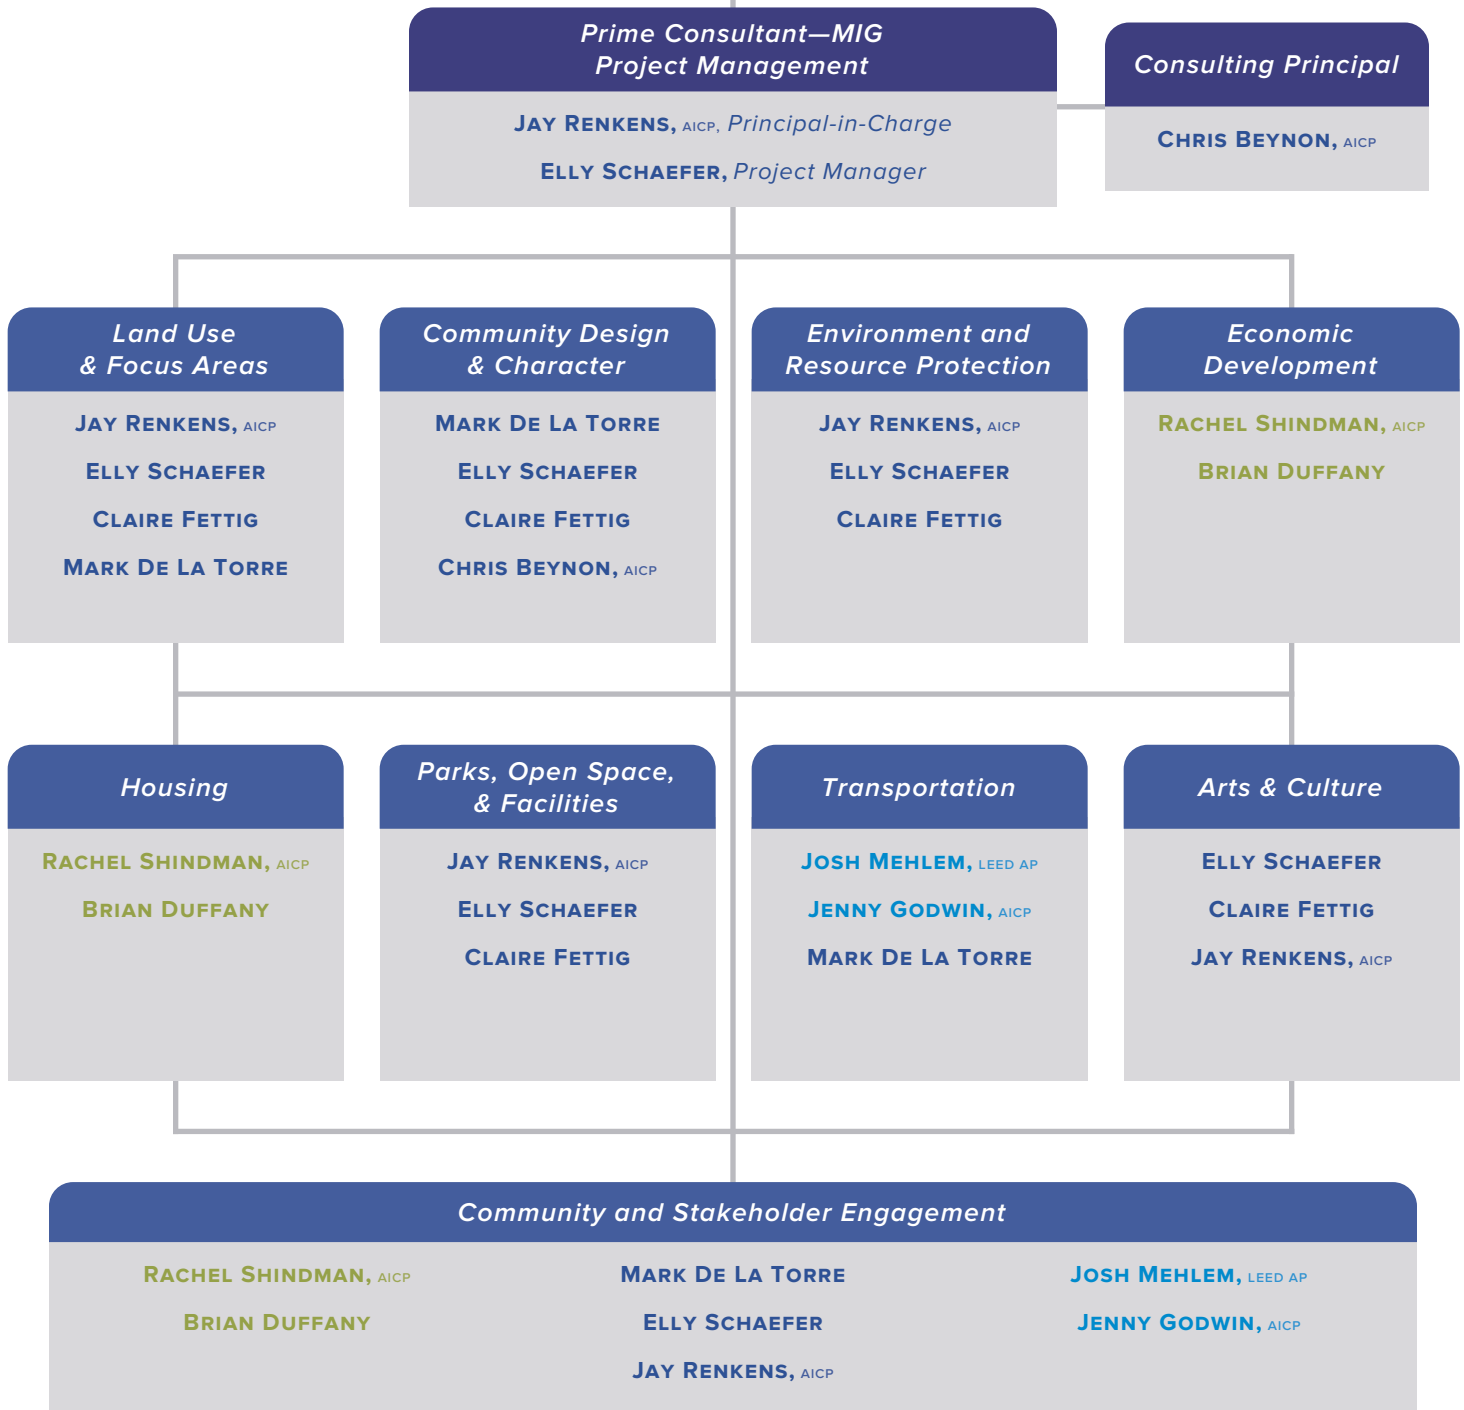 Prime Consultant—MIG
Project Management
Jay Renkens, AICP, Principal-in-Charge
Elly Schaefer, Project Manager
Consulting Principal
Chris Beynon, AICP
Land Use
& Focus Areas
Jay Renkens, AICP
Elly Schaefer
Claire Fettig
Mark De La Torre
Community Design
& Character
Mark De La Torre
Elly Schaefer
Claire Fettig
Chris Beynon, AICP
Environment and
Resource Protection
Jay Renkens, AICP
Elly Schaefer
Claire Fettig
Economic
Development
Rachel Shindman, AICP
Brian Duffany
Housing
Rachel Shindman, AICP
Brian Duffany
Parks, Open Space,
& Facilities
Jay Renkens, AICP
Elly Schaefer
Claire Fettig
Transportation
Josh Mehlem, LEED AP
Jenny Godwin, AICP
Mark De La Torre
Arts & Culture
Elly Schaefer
Claire Fettig
Jay Renkens, AICP
Community and Stakeholder Engagement
Rachel Shindman, AICP
Brian Duffany
Mark De La Torre
Elly Schaefer
Jay Renkens, AICP
Josh Mehlem, LEED AP
Jenny Godwin, AICP